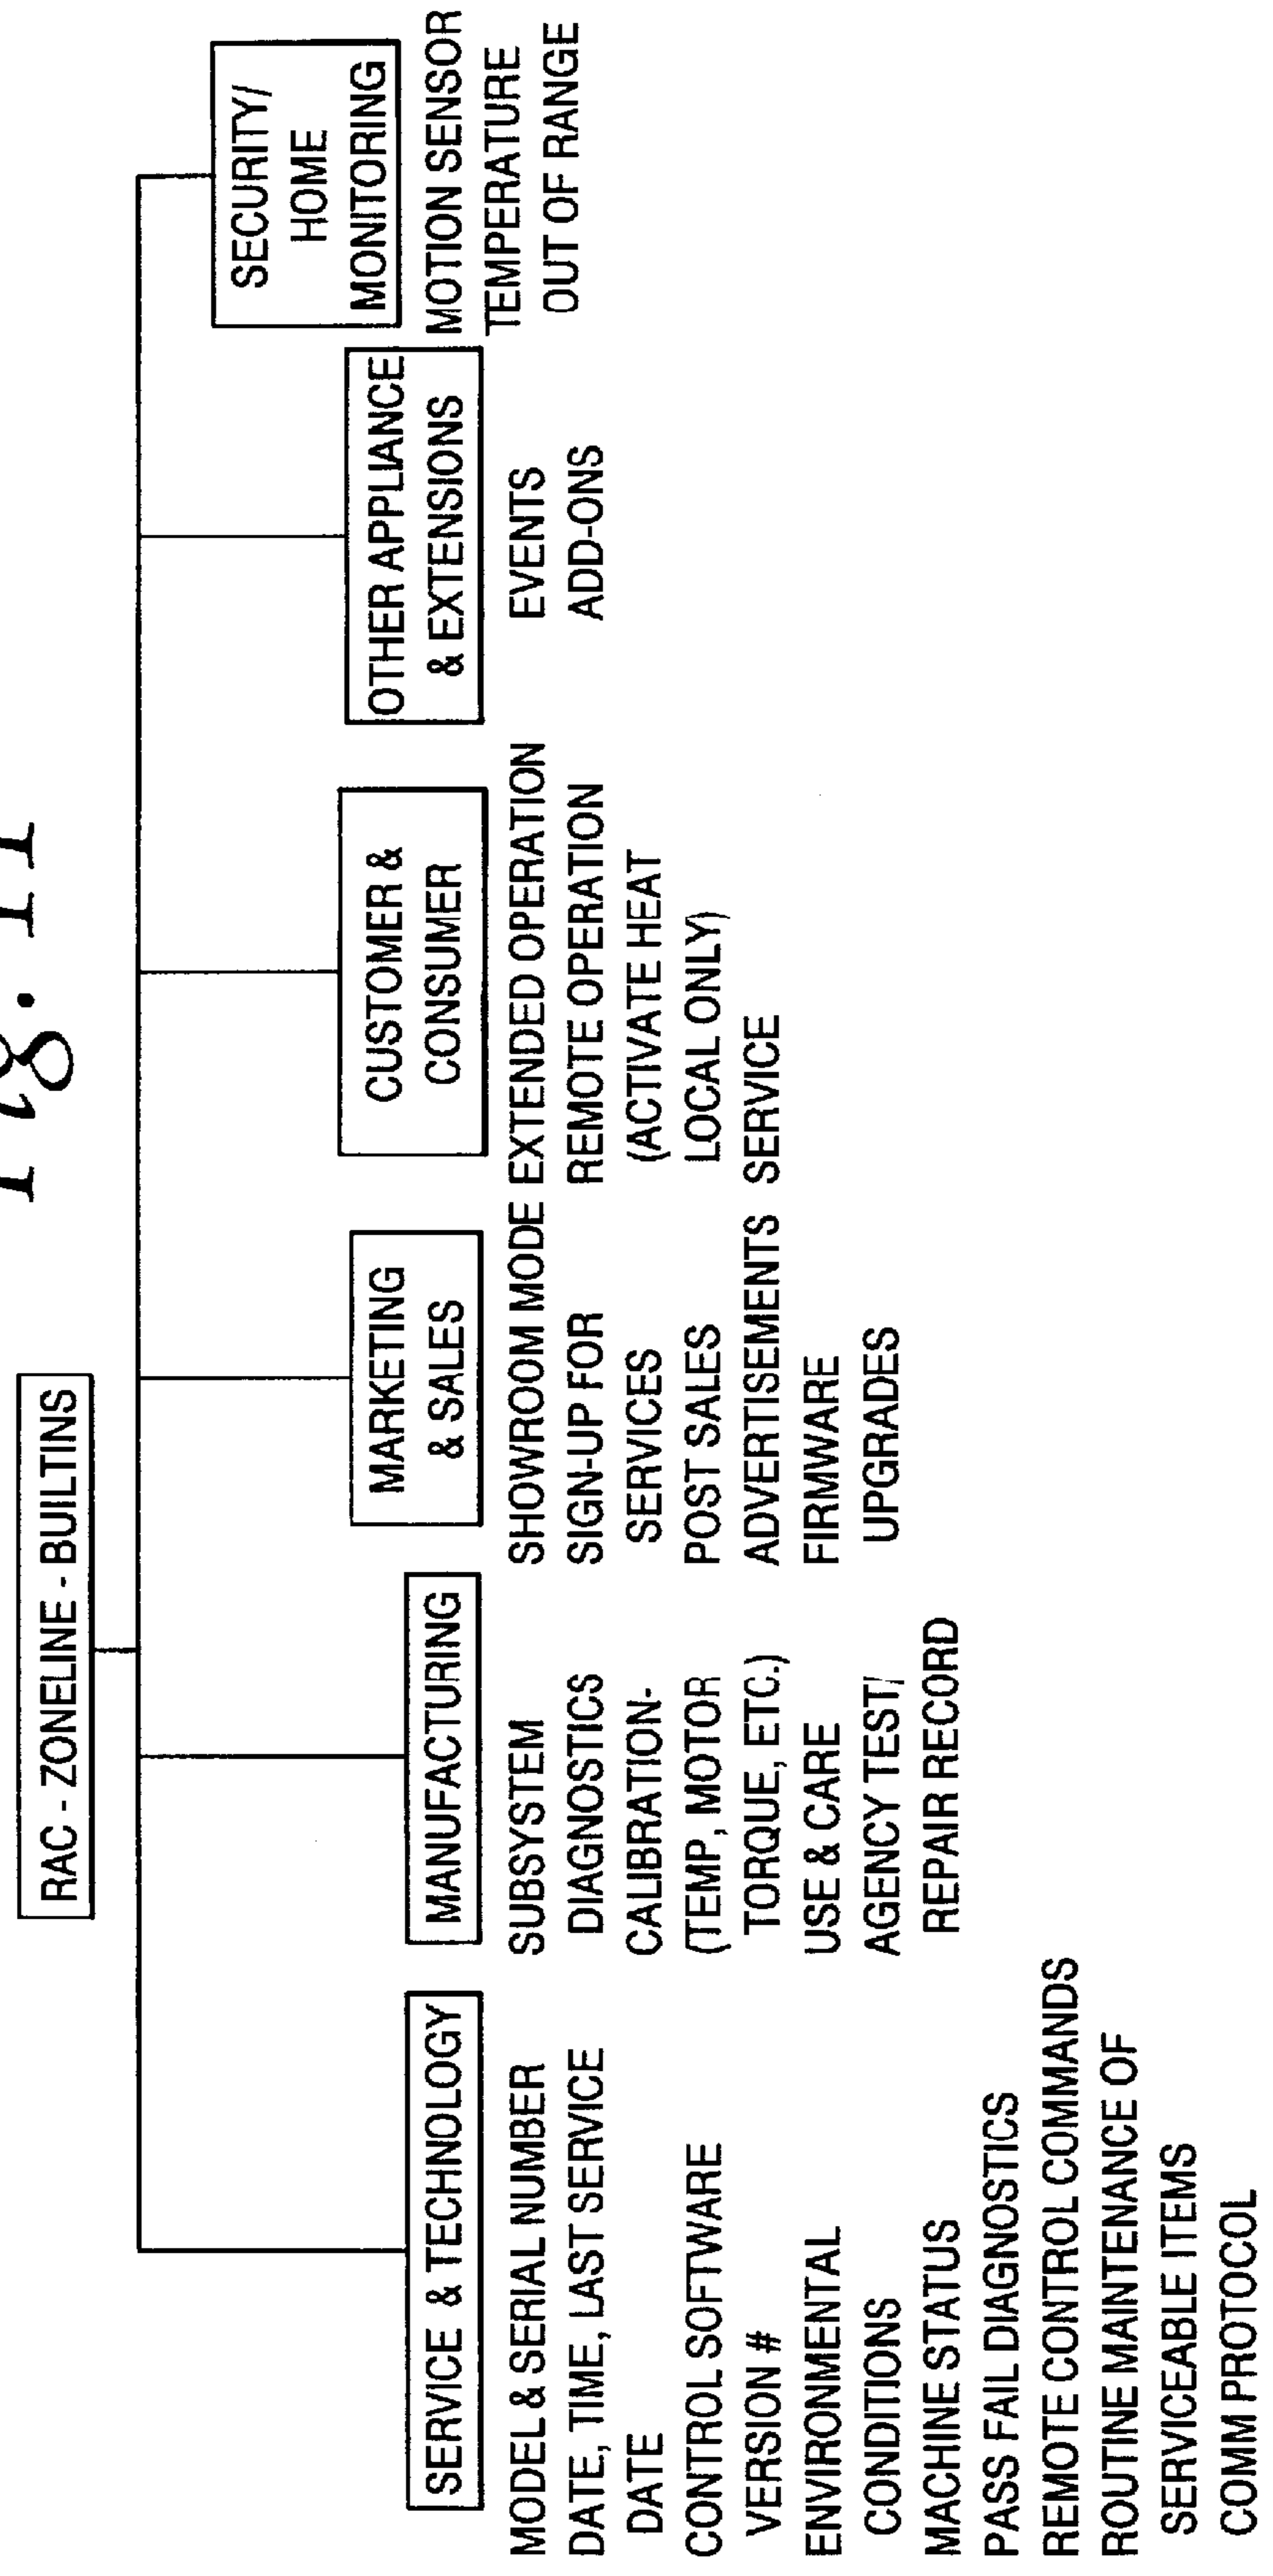 Fig. 11
RAC - ZONELINE - BUILTINS
SERVICE & TECHNOLOGY
MODEL & SERIAL NUMBER
DATE, TIME, LAST SERVICE
DATE
CONTROL SOFTWARE
VERSION #
ENVIRONMENTAL
CONDITIONS
MACHINE STATUS
PASS FAIL DIAGNOSTICS
REMOTE CONTROL COMMANDS
ROUTINE MAINTENANCE OF
SERVICEABLE ITEMS
COMM PROTOCOL
MANUFACTURING
SUBSYSTEM
DIAGNOSTICS
CALIBRATION-
(TEMP, MOTOR
TORQUE, ETC.)
USE & CARE
AGENCY TEST/
REPAIR RECORD
MARKETING
& SALES
SHOWROOM MODE
SIGN-UP FOR
SERVICES
POST SALES
ADVERTISEMENTS
FIRMWARE
UPGRADES
CUSTOMER &
CONSUMER
EXTENDED OPERATION
REMOTE OPERATION
(ACTIVATE HEAT
LOCAL ONLY)
SERVICE
OTHER APPLIANCE
& EXTENSIONS
EVENTS
ADD-ONS
SECURITY/
HOME
MONITORING
MOTION SENSOR
TEMPERATURE
OUT OF RANGE